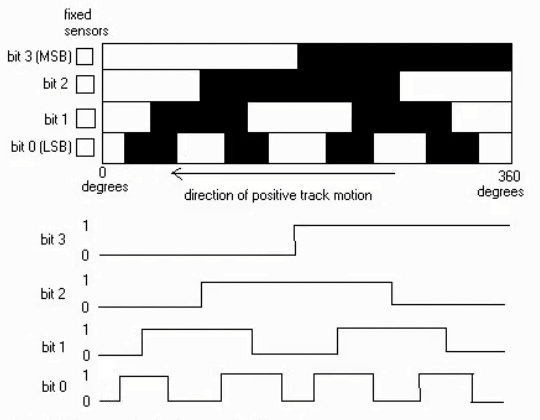 fixed
sensors
bit 3 (MSB)
bit 2
bit 1
bit 0 (LSB)
0
degrees
direction of positive track motion
360
degrees
1
bit 3
0
1
bit 2
0
1
bit 1
0
1
bit 0
0